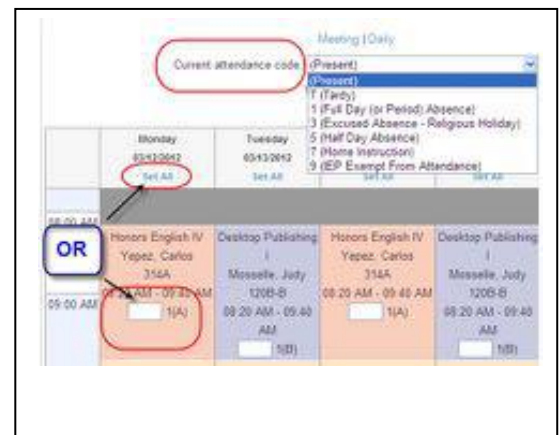 Meeting | Daily
Current attendance code: (Present)
(Present)
T (Tardy)
1 (Full Day (or Period) Absence)
3 (Excused Absence - Religious Holiday)
5 (Half Day Absence)
7 (Home Instruction)
9 (IEP Exempt From Attendance)
Monday Tuesday
03/12/2012 03/13/2012
Set All Set All Set All Set All
08:00 AM
OR
Honors English IV Desktop Publishing Honors English IV Desktop Publishing
Yepez, Carlos I Yepez, Carlos I
314A Mosselle, Judy 314A Mosselle, Judy
08:20 AM - 09:40 AM 120B-B 08:20 AM - 09:40 AM 120B-B
09:00 AM 1(A) 08:20 AM - 09:40 1(A) 08:20 AM - 09:40
AM AM
1(B) 1(B)